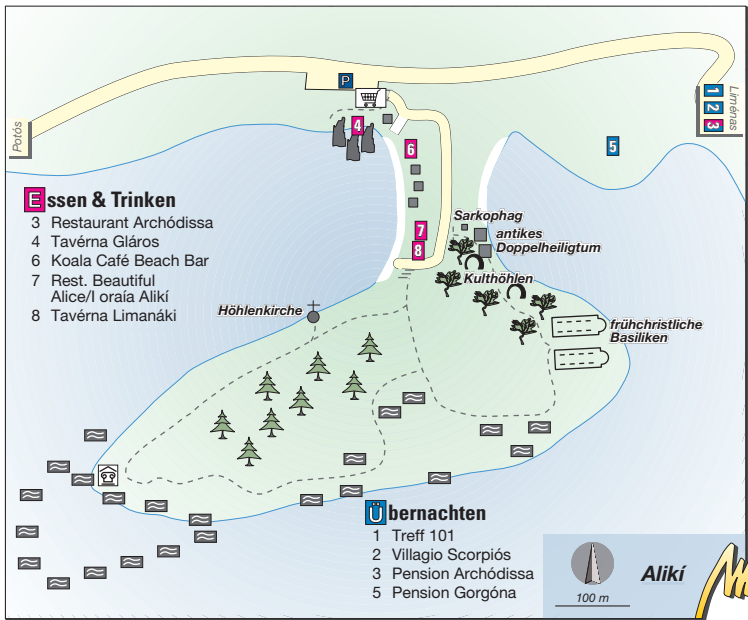 P
Potós
Liménas
1
2
3
4
5
6
7
8
Essen & Trinken
3 Restaurant Archódissa
4 Tavérna Gláros
6 Koala Café Beach Bar
7 Rest. Beautiful
Alice/I oraía Alikí
8 Tavérna Limanáki
Sarkophag
antikes
Doppelheiligtum
Kulthöhlen
Höhlenkirche
frühchristliche
Basiliken
Übernachten
1 Treff 101
2 Villagio Scorpiós
3 Pension Archódissa
5 Pension Gorgóna
100 m
Alikí